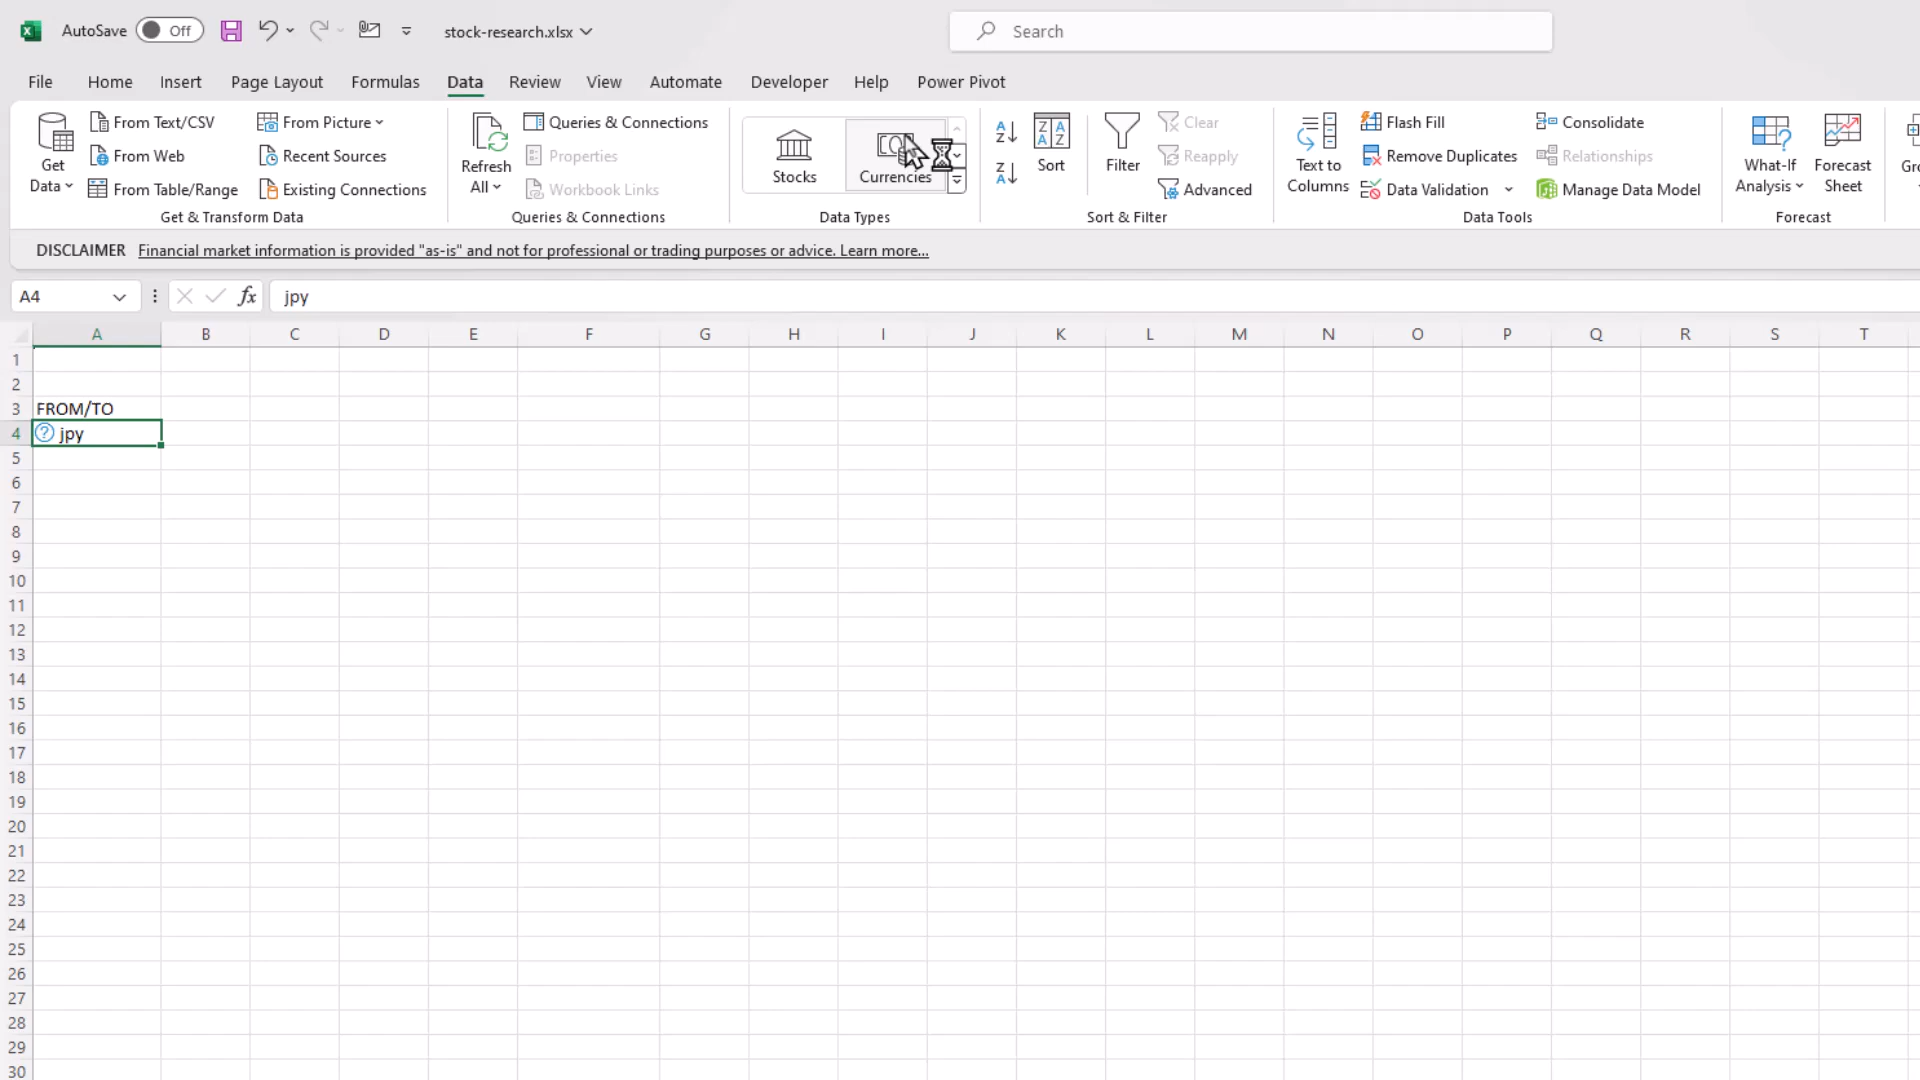 AutoSave Off stock-research.xlsx Search
File Home Insert Page Layout Formulas Data Review View Automate Developer Help Power Pivot
Get Data
From Text/CSV
From Web
From Table/Range
From Picture
Recent Sources
Existing Connections
Get & Transform Data
Refresh All
Queries & Connections
Properties
Workbook Links
Queries & Connections
Stocks
Currencies
Data Types
Sort
Filter
Clear
Reapply
Advanced
Sort & Filter
Text to Columns
Flash Fill
Remove Duplicates
Data Validation
Consolidate
Relationships
Manage Data Model
Data Tools
What-If Analysis
Forecast Sheet
Forecast
DISCLAIMER Financial market information is provided "as-is" and not for professional or trading purposes or advice. Learn more...
A4 fx jpy
A B C D E F G H I J K L M N O P Q R S T
1
2
3 FROM/TO
4 jpy
5
6
7
8
9
10
11
12
13
14
15
16
17
18
19
20
21
22
23
24
25
26
27
28
29
30